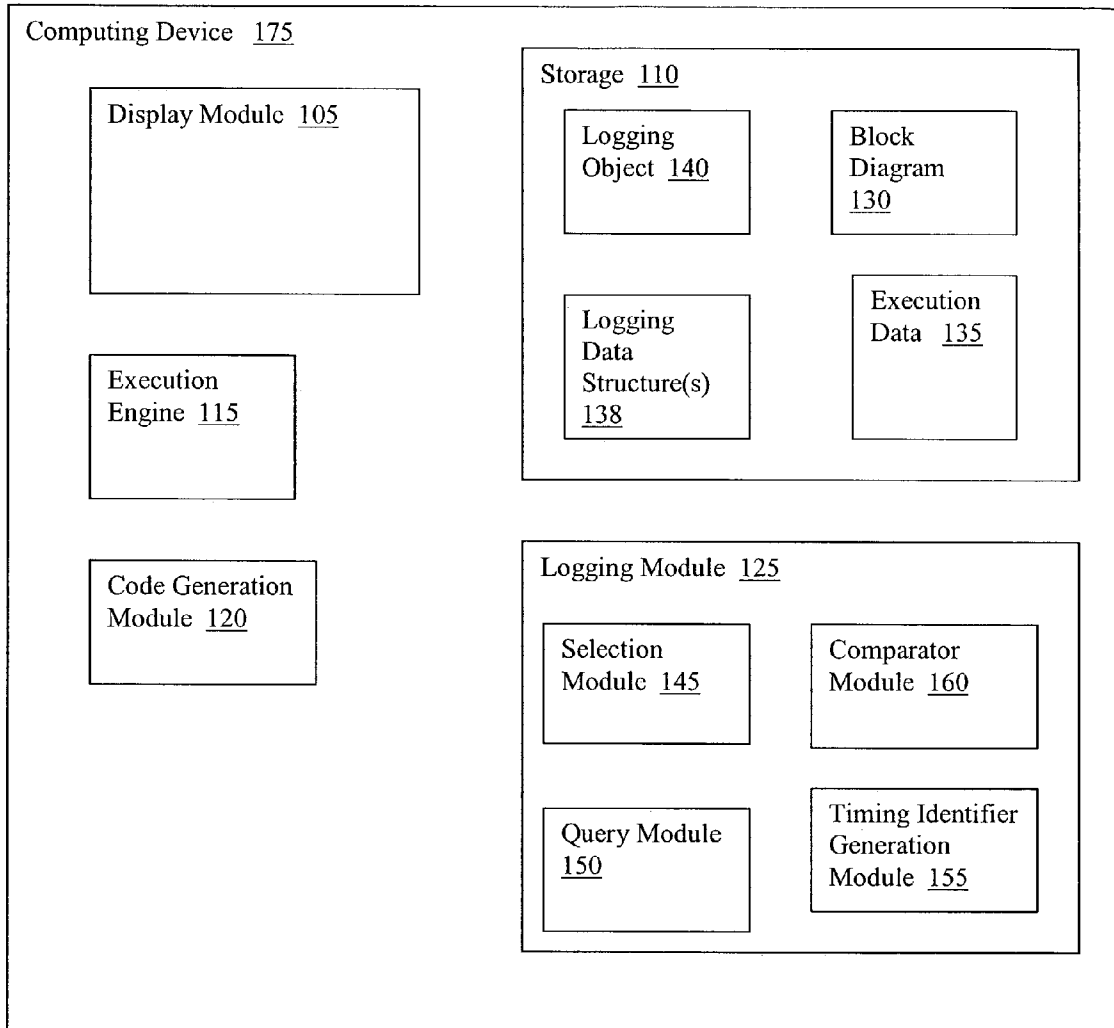 Computing Device 175
Display Module 105
Execution
Engine 115
Code Generation
Module 120
Storage 110
Logging
Object 140
Block
Diagram
130
Logging
Data
Structure(s)
138
Execution
Data 135
Logging Module 125
Selection
Module 145
Comparator
Module 160
Query Module
150
Timing Identifier
Generation
Module 155